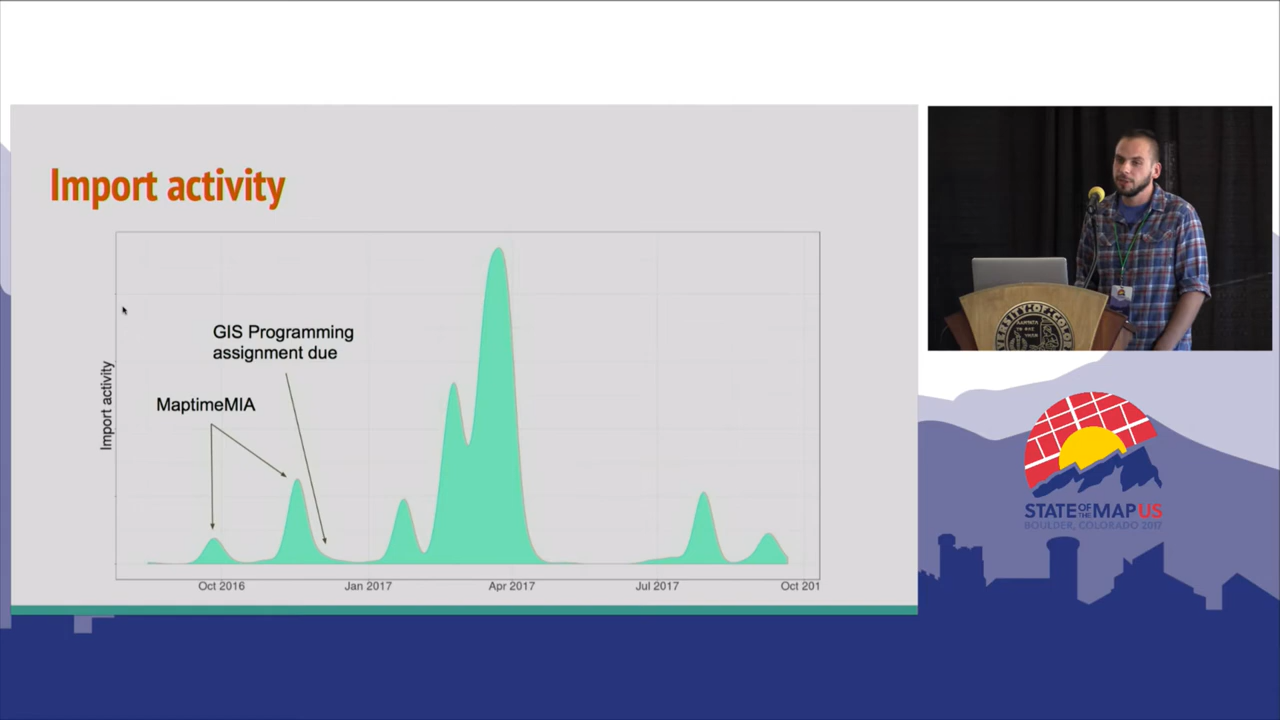 Import activity
GIS Programming
assignment due
MaptimeMIA
Import activity
Oct 2016
Jan 2017
Apr 2017
Jul 2017
Oct 201
STATE OF THE MAP US
BOULDER, COLORADO 2017